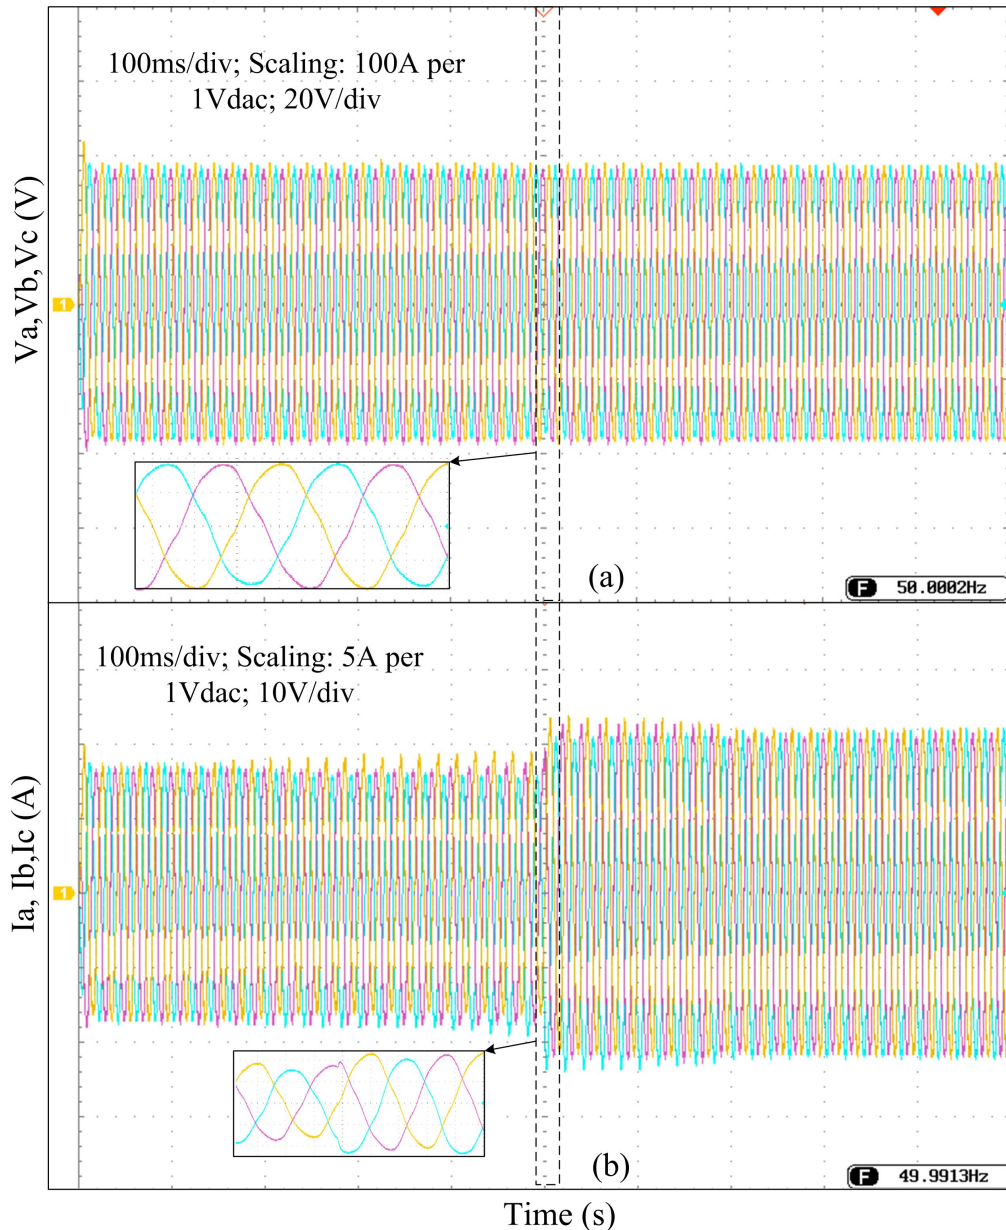 100ms/div; Scaling: 100A per
1Vdac; 20V/div
Va,Vb,Vc (V)
1
(a)
F 50.0002Hz
100ms/div; Scaling: 5A per
1Vdac; 10V/div
Ia, Ib,Ic (A)
1
(b)
F 49.9913Hz
Time (s)